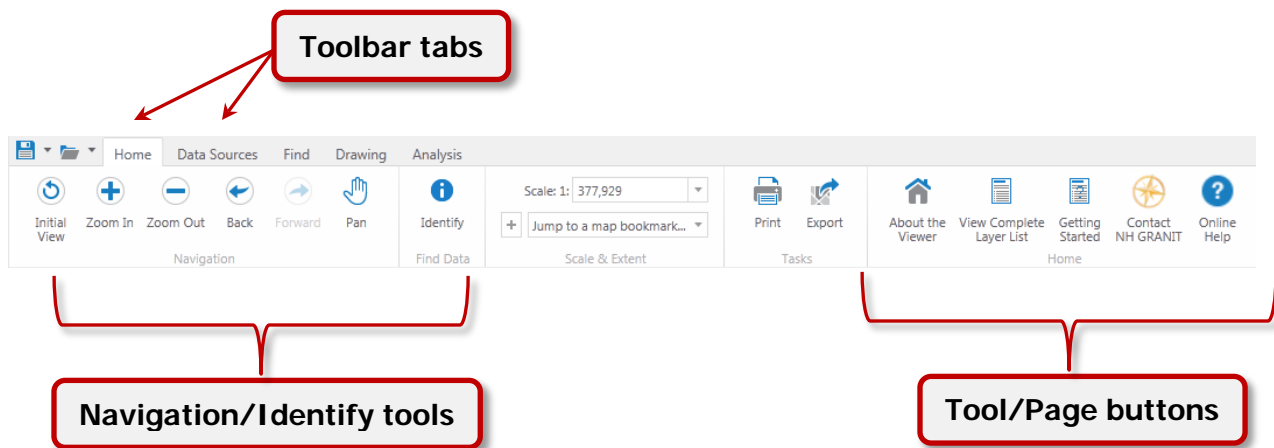 Toolbar tabs
Home Data Sources Find Drawing Analysis
Initial View Zoom In Zoom Out Back Forward Pan
Identify
Scale: 1: 377,929
+ Jump to a map bookmark...
Print Export
About the Viewer View Complete Layer List Getting Started Contact NH GRANIT Online Help
Navigation Find Data Scale & Extent Tasks Home
Navigation/Identify tools
Tool/Page buttons